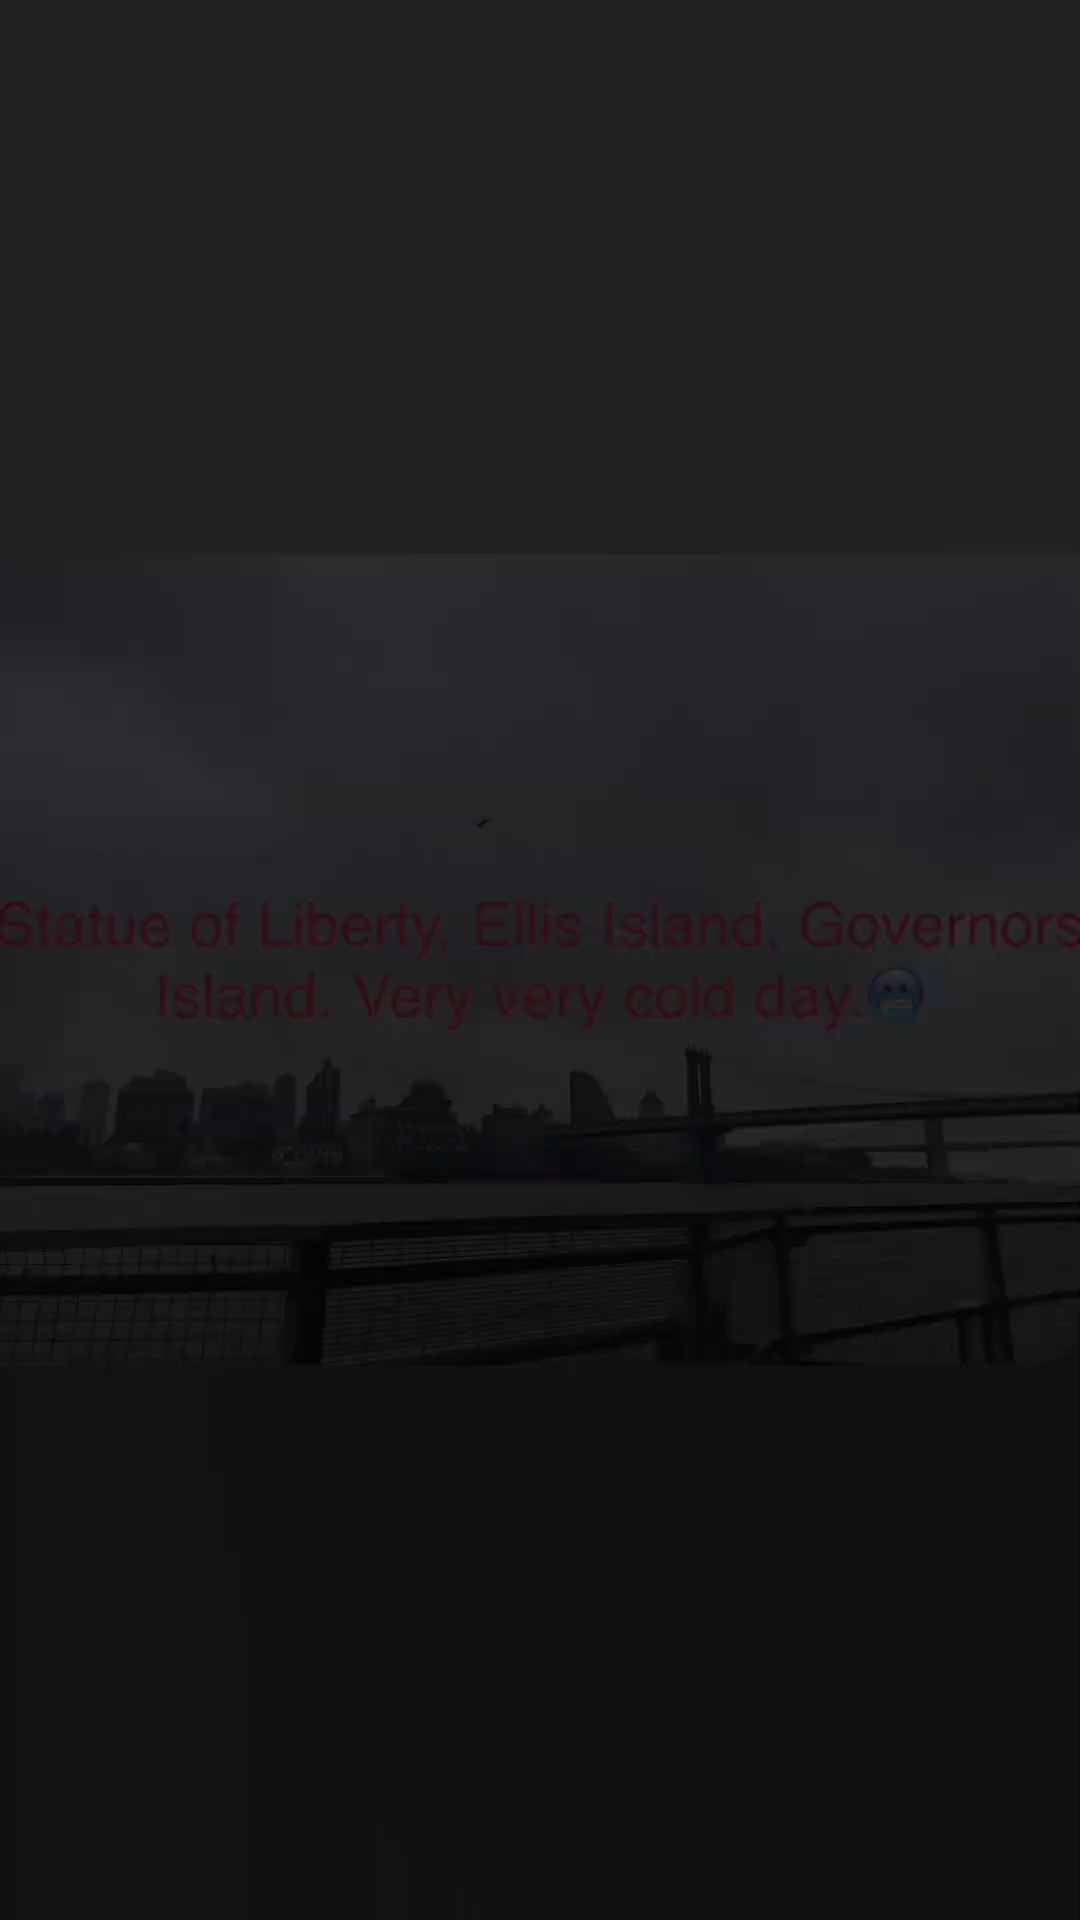 Statue of Liberty, Ellis Island, Governors
Island. Very very cold day.🥶